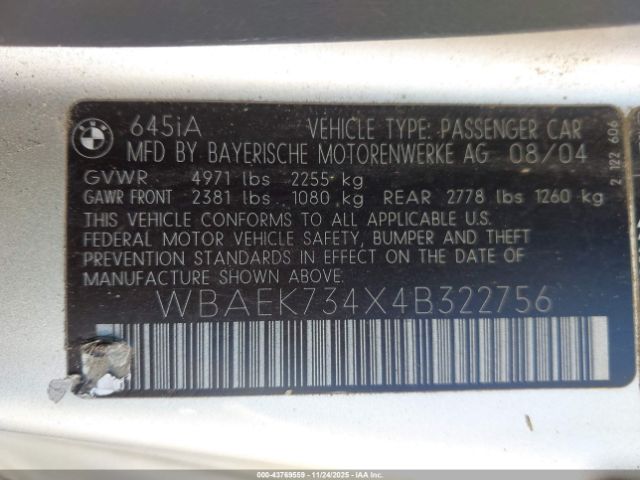 BMW
645iA VEHICLE TYPE: PASSENGER CAR
MFD BY BAYERISCHE MOTORENWERKE AG 08/04
GVWR 4971 lbs 2255 kg
GAWR FRONT 2381 lbs 1080 kg REAR 2778 lbs 1260 kg
THIS VEHICLE CONFORMS TO ALL APPLICABLE U.S.
FEDERAL MOTOR VEHICLE SAFETY, BUMPER AND THEFT
PREVENTION STANDARDS IN EFFECT ON THE DATE OF
MANUFACTURE SHOWN ABOVE.
WBAEK734X4B322756
2 122 606
000-43769559 - 11/24/2025 - IAAI